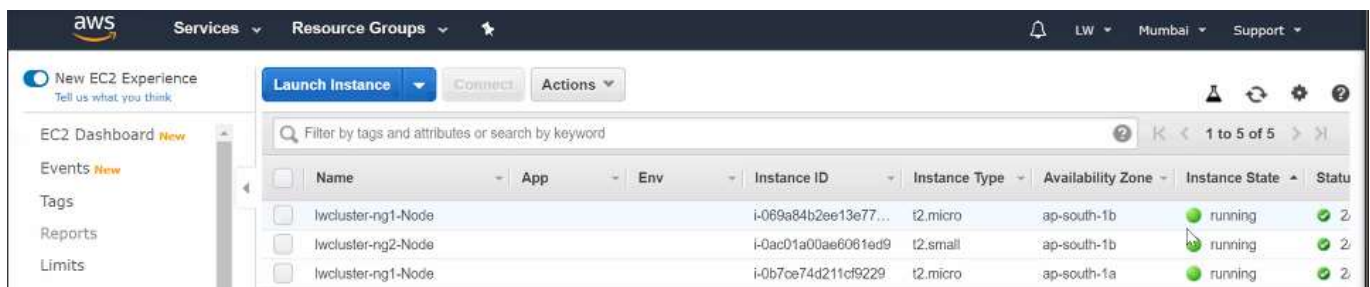 aws Services Resource Groups LW Mumbai Support
New EC2 Experience
Tell us what you think
Launch Instance Connect Actions
EC2 Dashboard New
Filter by tags and attributes or search by keyword 1 to 5 of 5
Events New
Name App Env Instance ID Instance Type Availability Zone Instance State Statu
Tags
lwcluster-ng1-Node i-069a84b2ee13e77... t2.micro ap-south-1b running 2
Reports
lwcluster-ng2-Node i-0ac01a00ae6061ed9 t2.small ap-south-1b running 2
Limits
lwcluster-ng1-Node i-0b7ce74d211cf9229 t2.micro ap-south-1a running 2